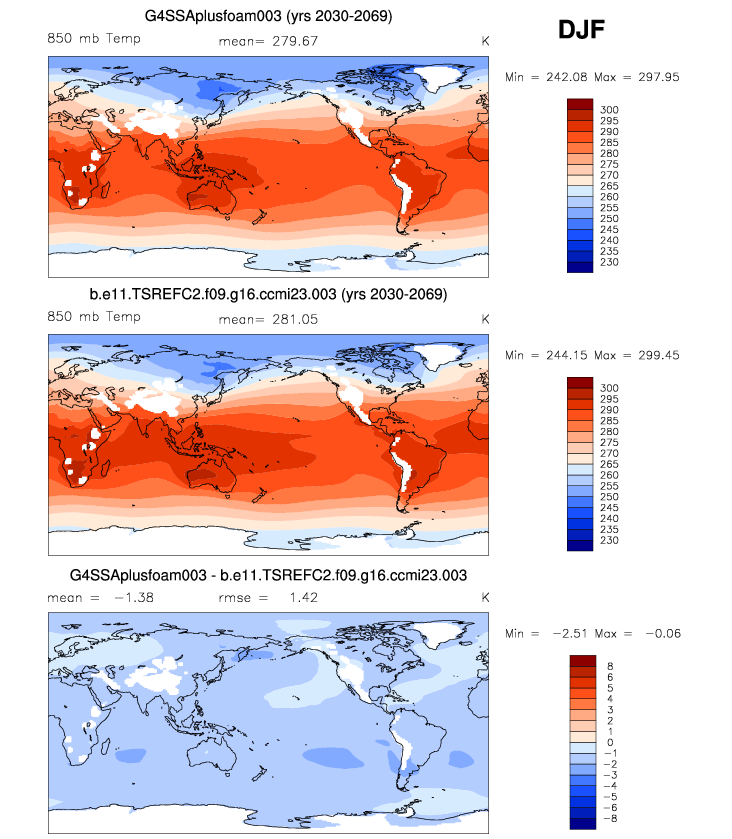 G4SSAplusfoam003 (yrs 2030-2069)
DJF
850 mb Temp
mean= 279.67
K
Min = 242.08 Max = 297.95
300
295
290
285
280
275
270
265
260
255
250
245
240
235
230
b.e11.TSREFC2.f09.g16.ccmi23.003 (yrs 2030-2069)
850 mb Temp
mean= 281.05
K
Min = 244.15 Max = 299.45
300
295
290
285
280
275
270
265
260
255
250
245
240
235
230
G4SSAplusfoam003 - b.e11.TSREFC2.f09.g16.ccmi23.003
mean = -1.38
rmse = 1.42
K
Min = -2.51 Max = -0.06
8
6
5
4
3
2
1
0
-1
-2
-3
-4
-5
-6
-8